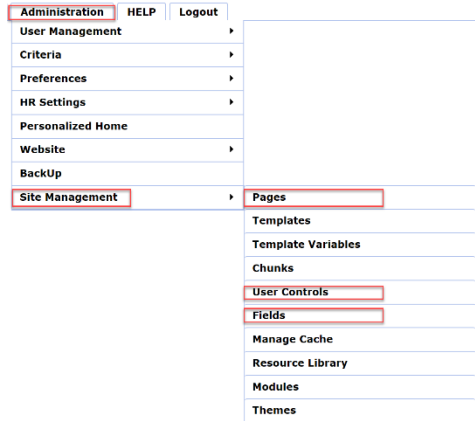 Administration HELP Logout
User Management
Criteria
Preferences
HR Settings
Personalized Home
Website
BackUp
Site Management
Pages
Templates
Template Variables
Chunks
User Controls
Fields
Manage Cache
Resource Library
Modules
Themes